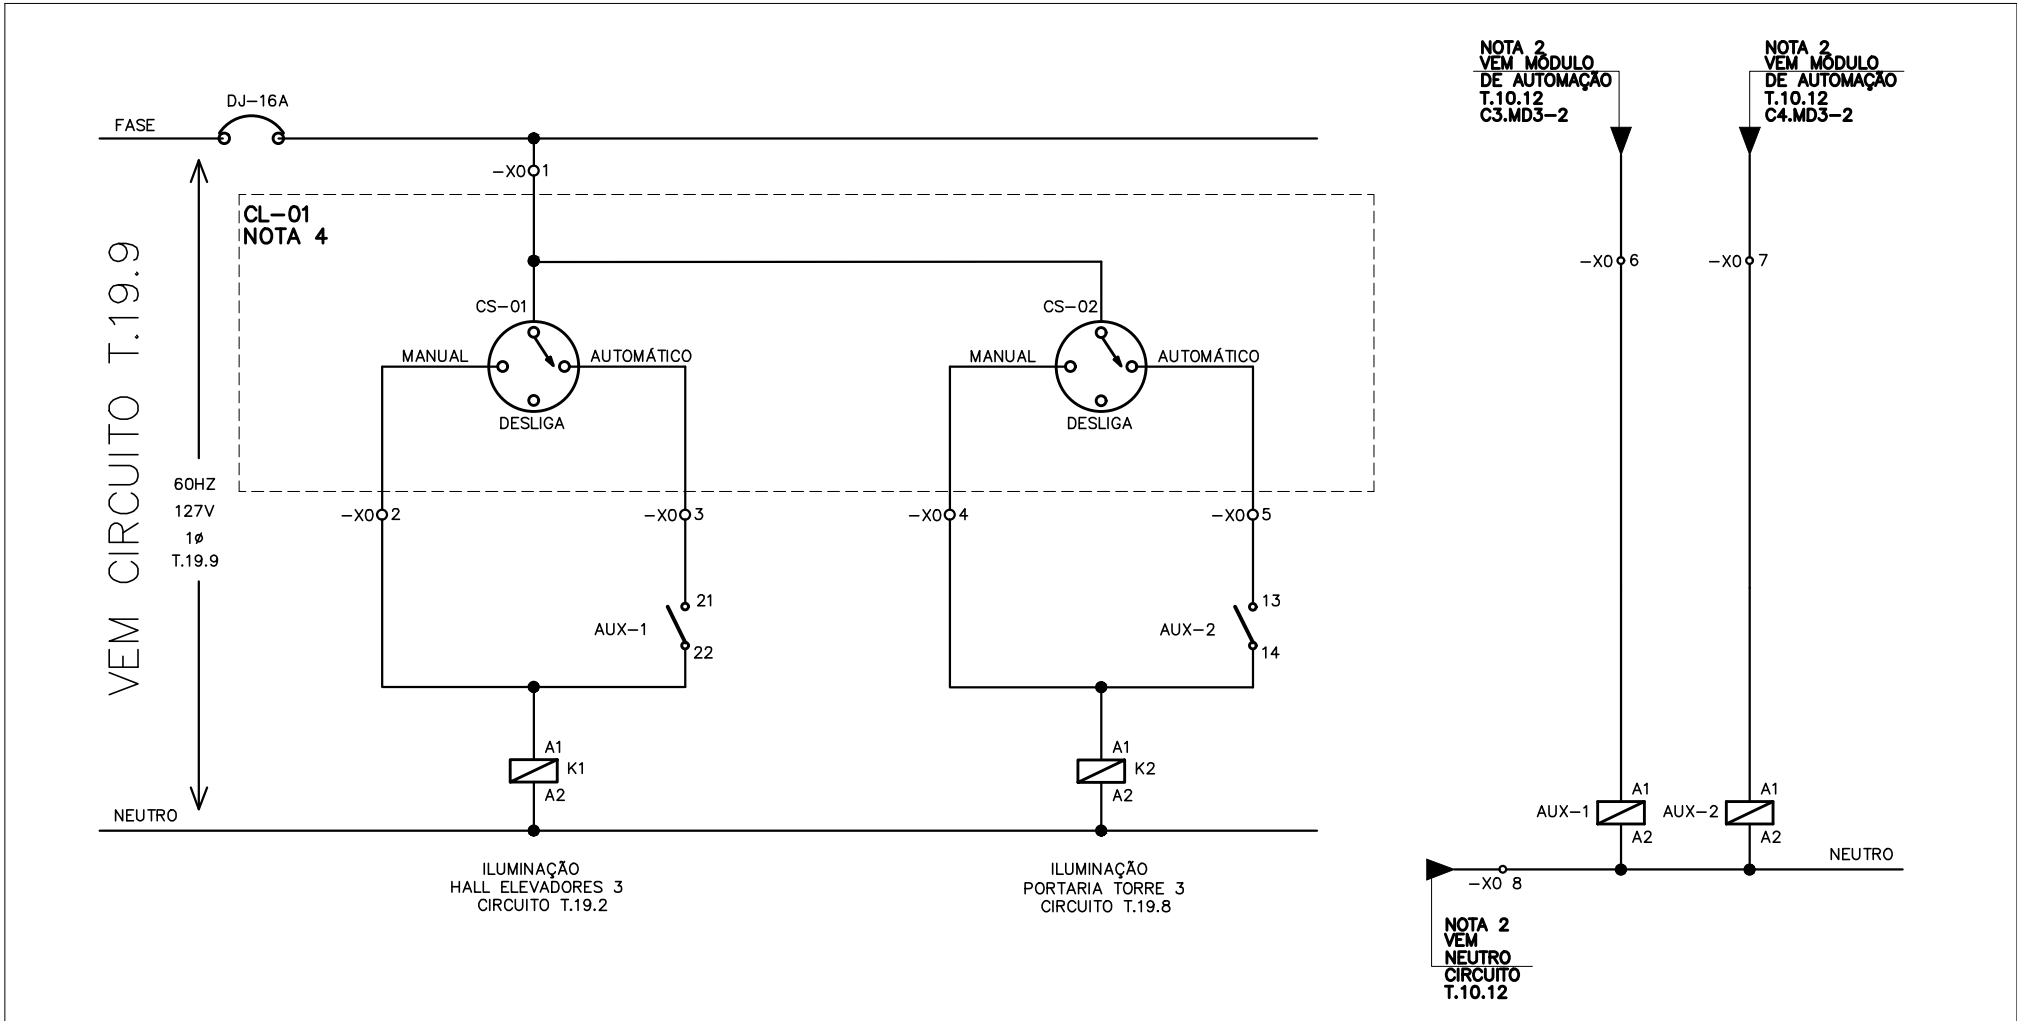 NOTA 2
VEM MÓDULO
DE AUTOMAÇÃO
T.10.12
C3.MD3-2
NOTA 2
VEM MÓDULO
DE AUTOMAÇÃO
T.10.12
C4.MD3-2
DJ-16A
FASE
-X0 1
CL-01
NOTA 4
VEM CIRCUITO T.19.9
60HZ
127V
1ø
T.19.9
CS-01
MANUAL
AUTOMÁTICO
DESLIGA
CS-02
MANUAL
AUTOMÁTICO
DESLIGA
-X0 6
-X0 7
-X0 2
-X0 3
-X0 4
-X0 5
21
AUX-1
22
13
AUX-2
14
A1
K1
A2
A1
K2
A2
A1
AUX-1
A2
A1
AUX-2
A2
NEUTRO
NEUTRO
-X0 8
ILUMINAÇÃO
HALL ELEVADORES 3
CIRCUITO T.19.2
ILUMINAÇÃO
PORTARIA TORRE 3
CIRCUITO T.19.8
NOTA 2
VEM
NEUTRO
CIRCUITO
T.10.12